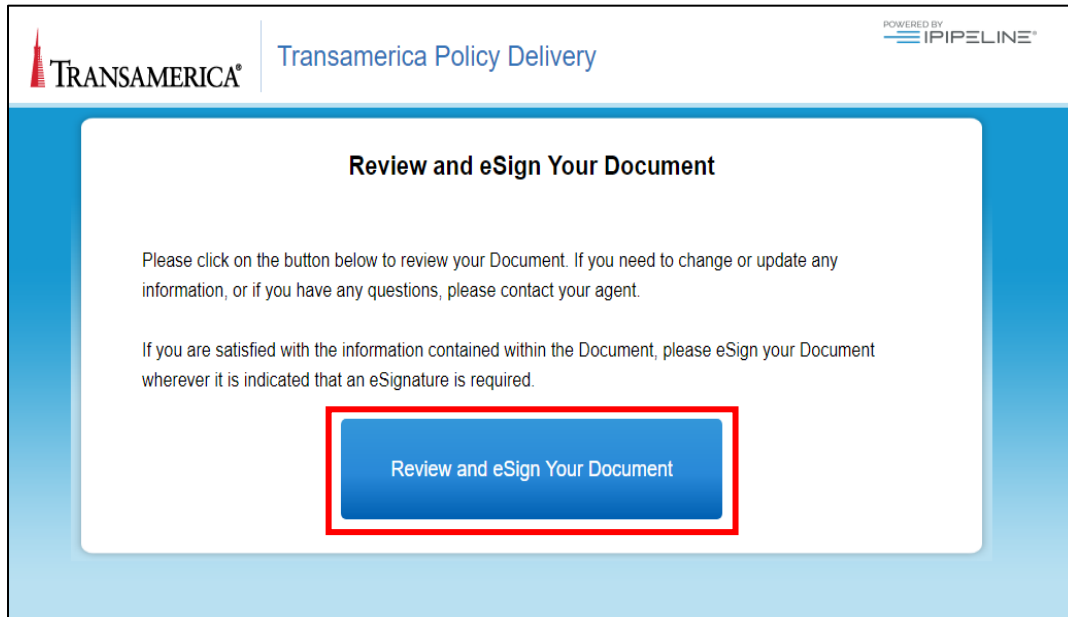 TRANSAMERICA®
Transamerica Policy Delivery
POWERED BY
IPIPELINE®
Review and eSign Your Document
Please click on the button below to review your Document. If you need to change or update any
information, or if you have any questions, please contact your agent.
If you are satisfied with the information contained within the Document, please eSign your Document
wherever it is indicated that an eSignature is required.
Review and eSign Your Document